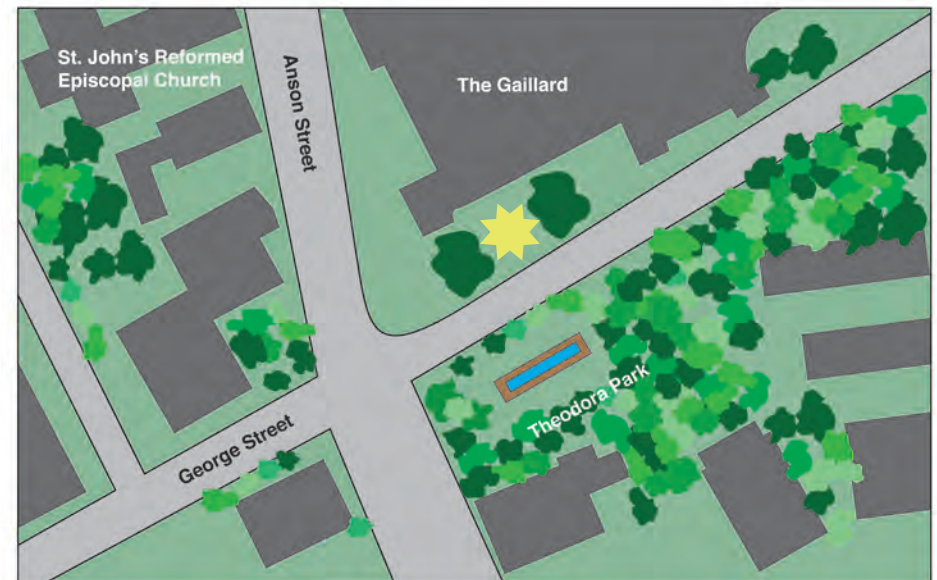 St. John's Reformed
Episcopal Church
Anson Street
The Gaillard
Theodora Park
George Street